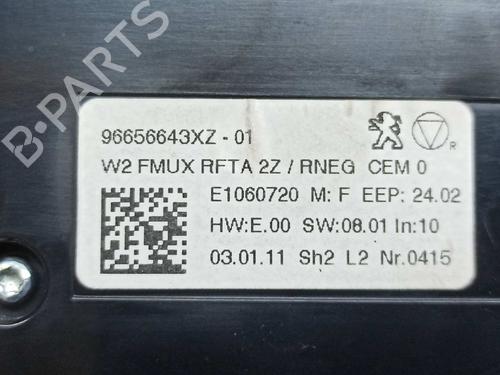 B-PARTS
96656643XZ - 01
W2 FMUX RFTA 2Z / RNEG CEM 0
E1060720 M: F EEP: 24.02
HW:E.00 SW:08.01 In:10
03.01.11 Sh2 L2 Nr.0415
R